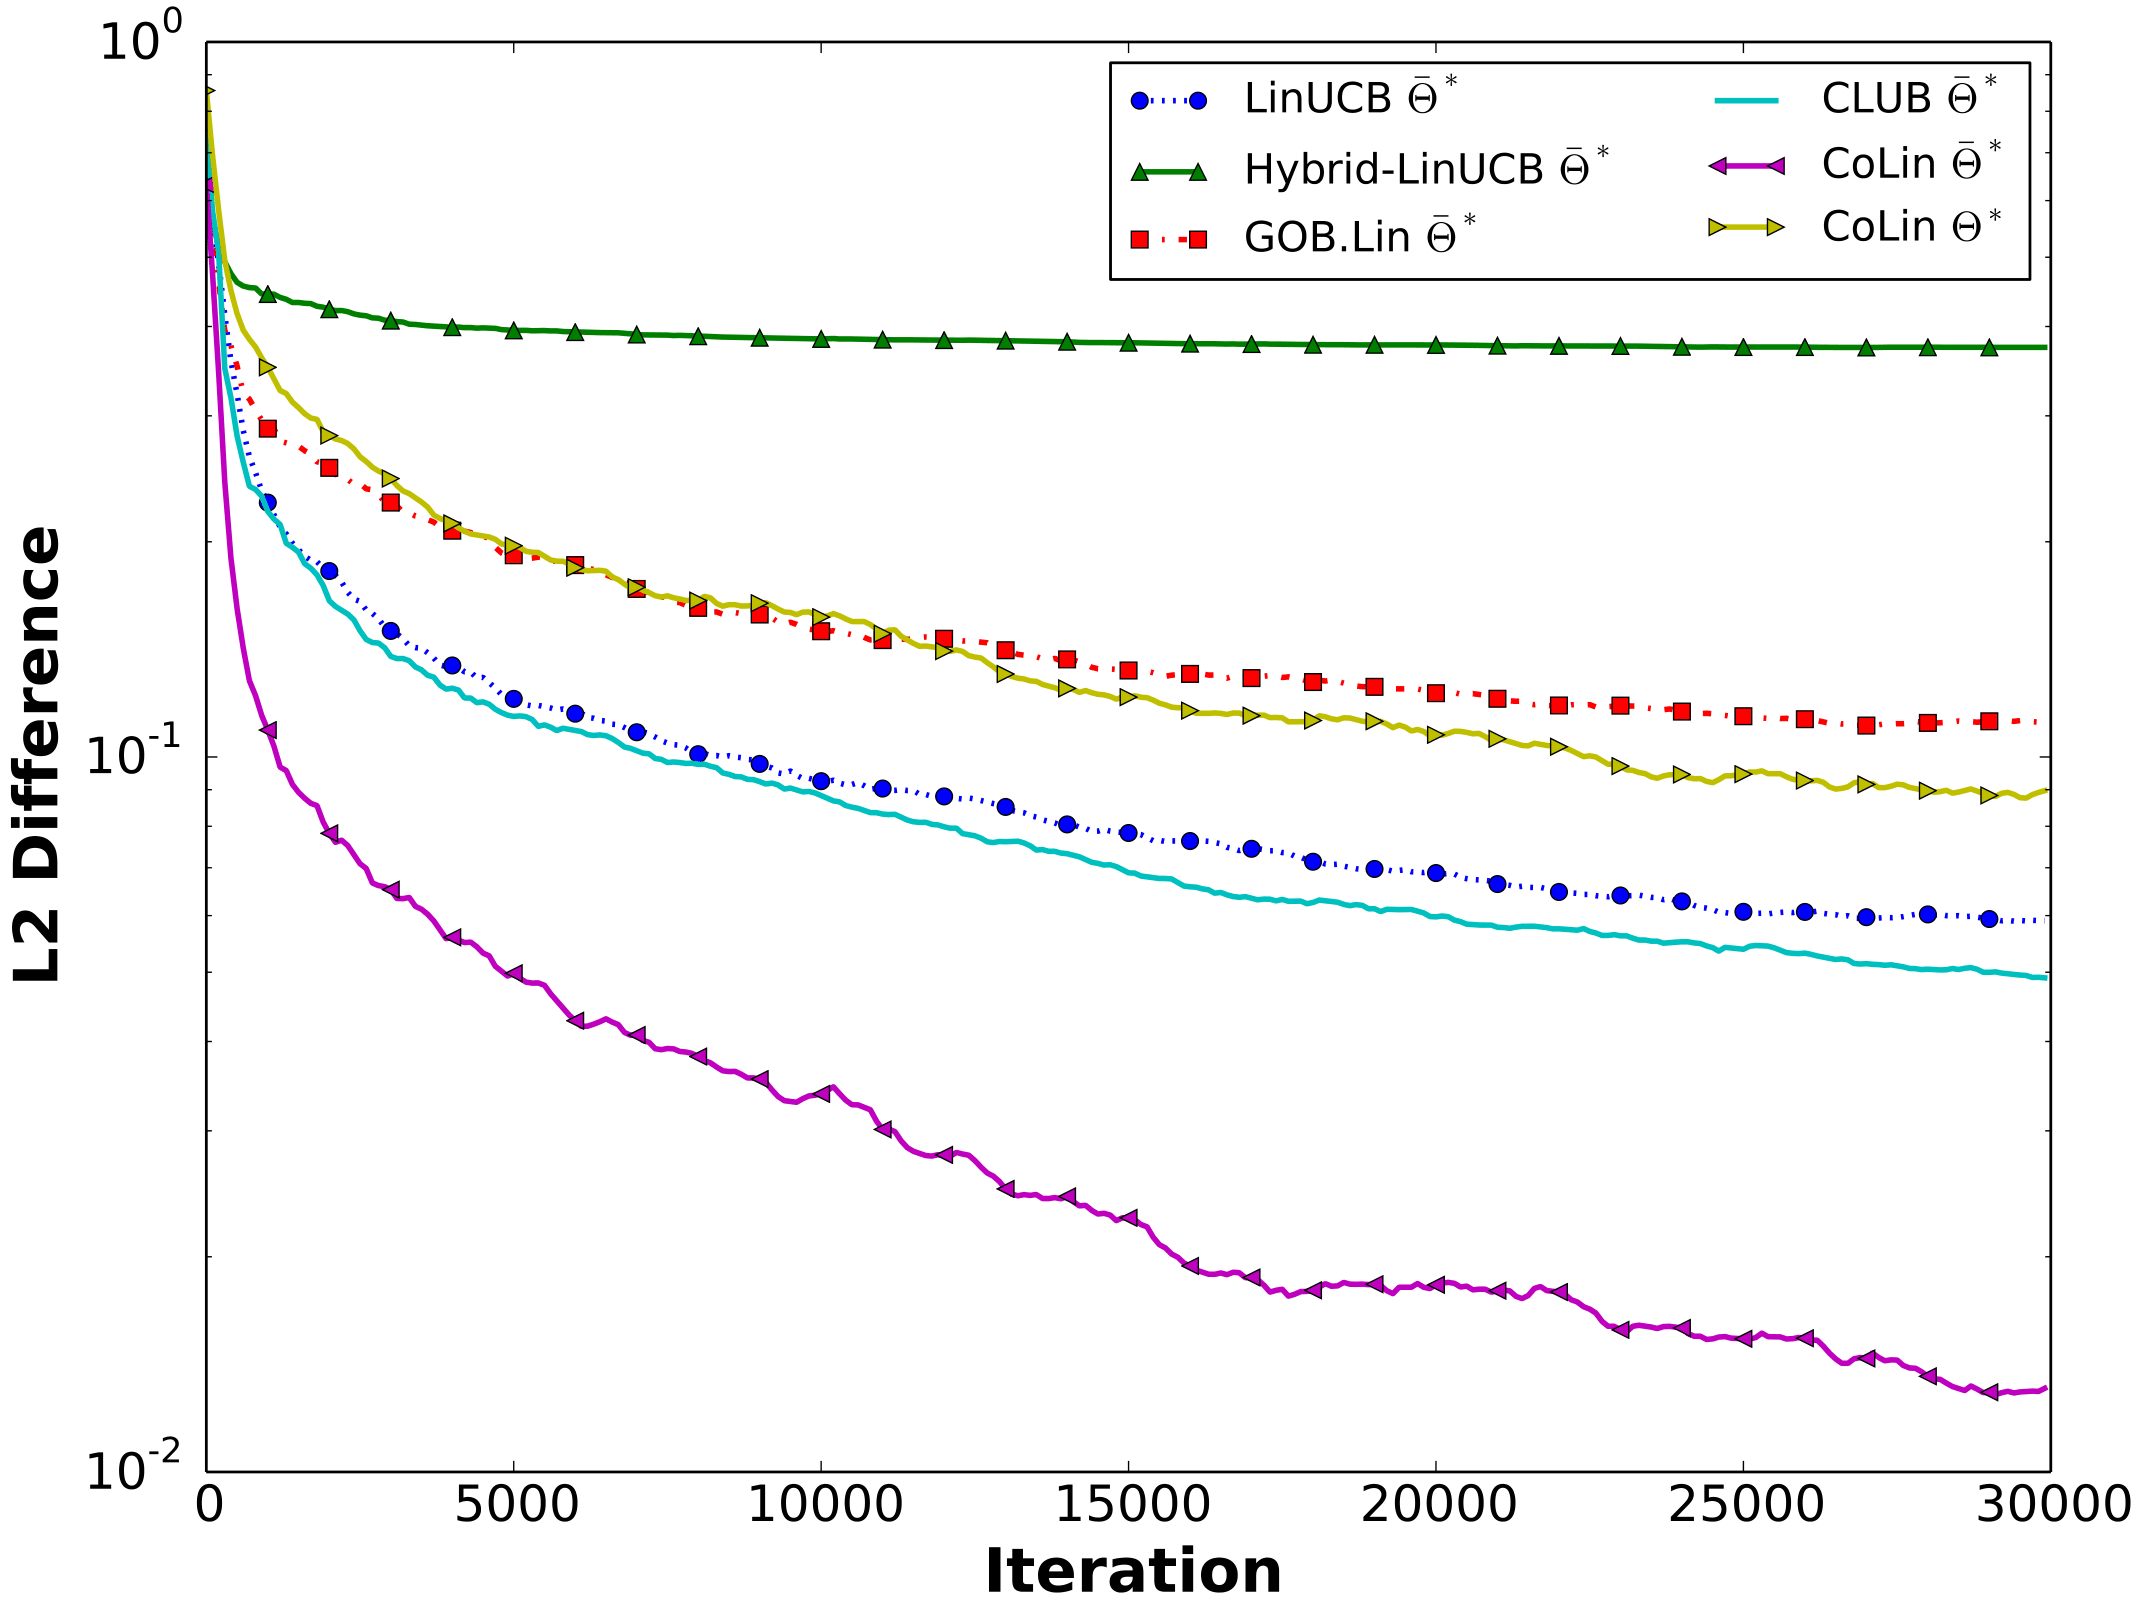 10^0
10^-1
10^-2
L2 Difference
LinUCB Θ̄*
Hybrid-LinUCB Θ̄*
GOB.Lin Θ̄*
CLUB Θ̄*
CoLin Θ̄*
CoLin Θ*
0 5000 10000 15000 20000 25000 30000
Iteration